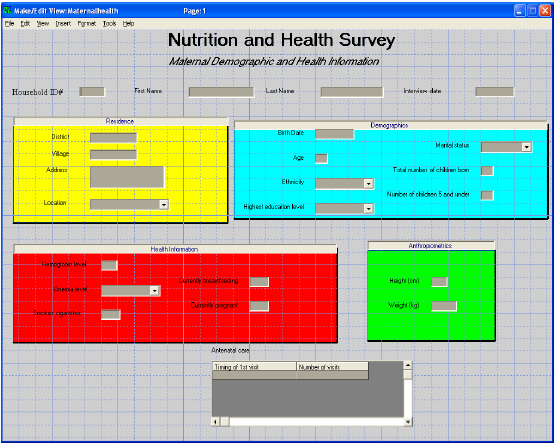 Make/Edit View:Maternalhealth Page:1
File Edit View Insert Format Tools Help
Nutrition and Health Survey
Maternal Demographic and Health Information
Household ID# First Name Last Name Interview date
Residence
District
Village
Address
Location
Demographics
Birth Date
Marital status
Age
Total number of children born
Ethnicity
Number of children 5 and under
Highest education level
Health Information
Hemoglobin level
Currently breastfeeding
Anemia level
Currently pregnant
Smokes cigarettes
Anthropometrics
Height (cm)
Weight (kg)
Antenatal care
Timing of 1st visit Number of visits